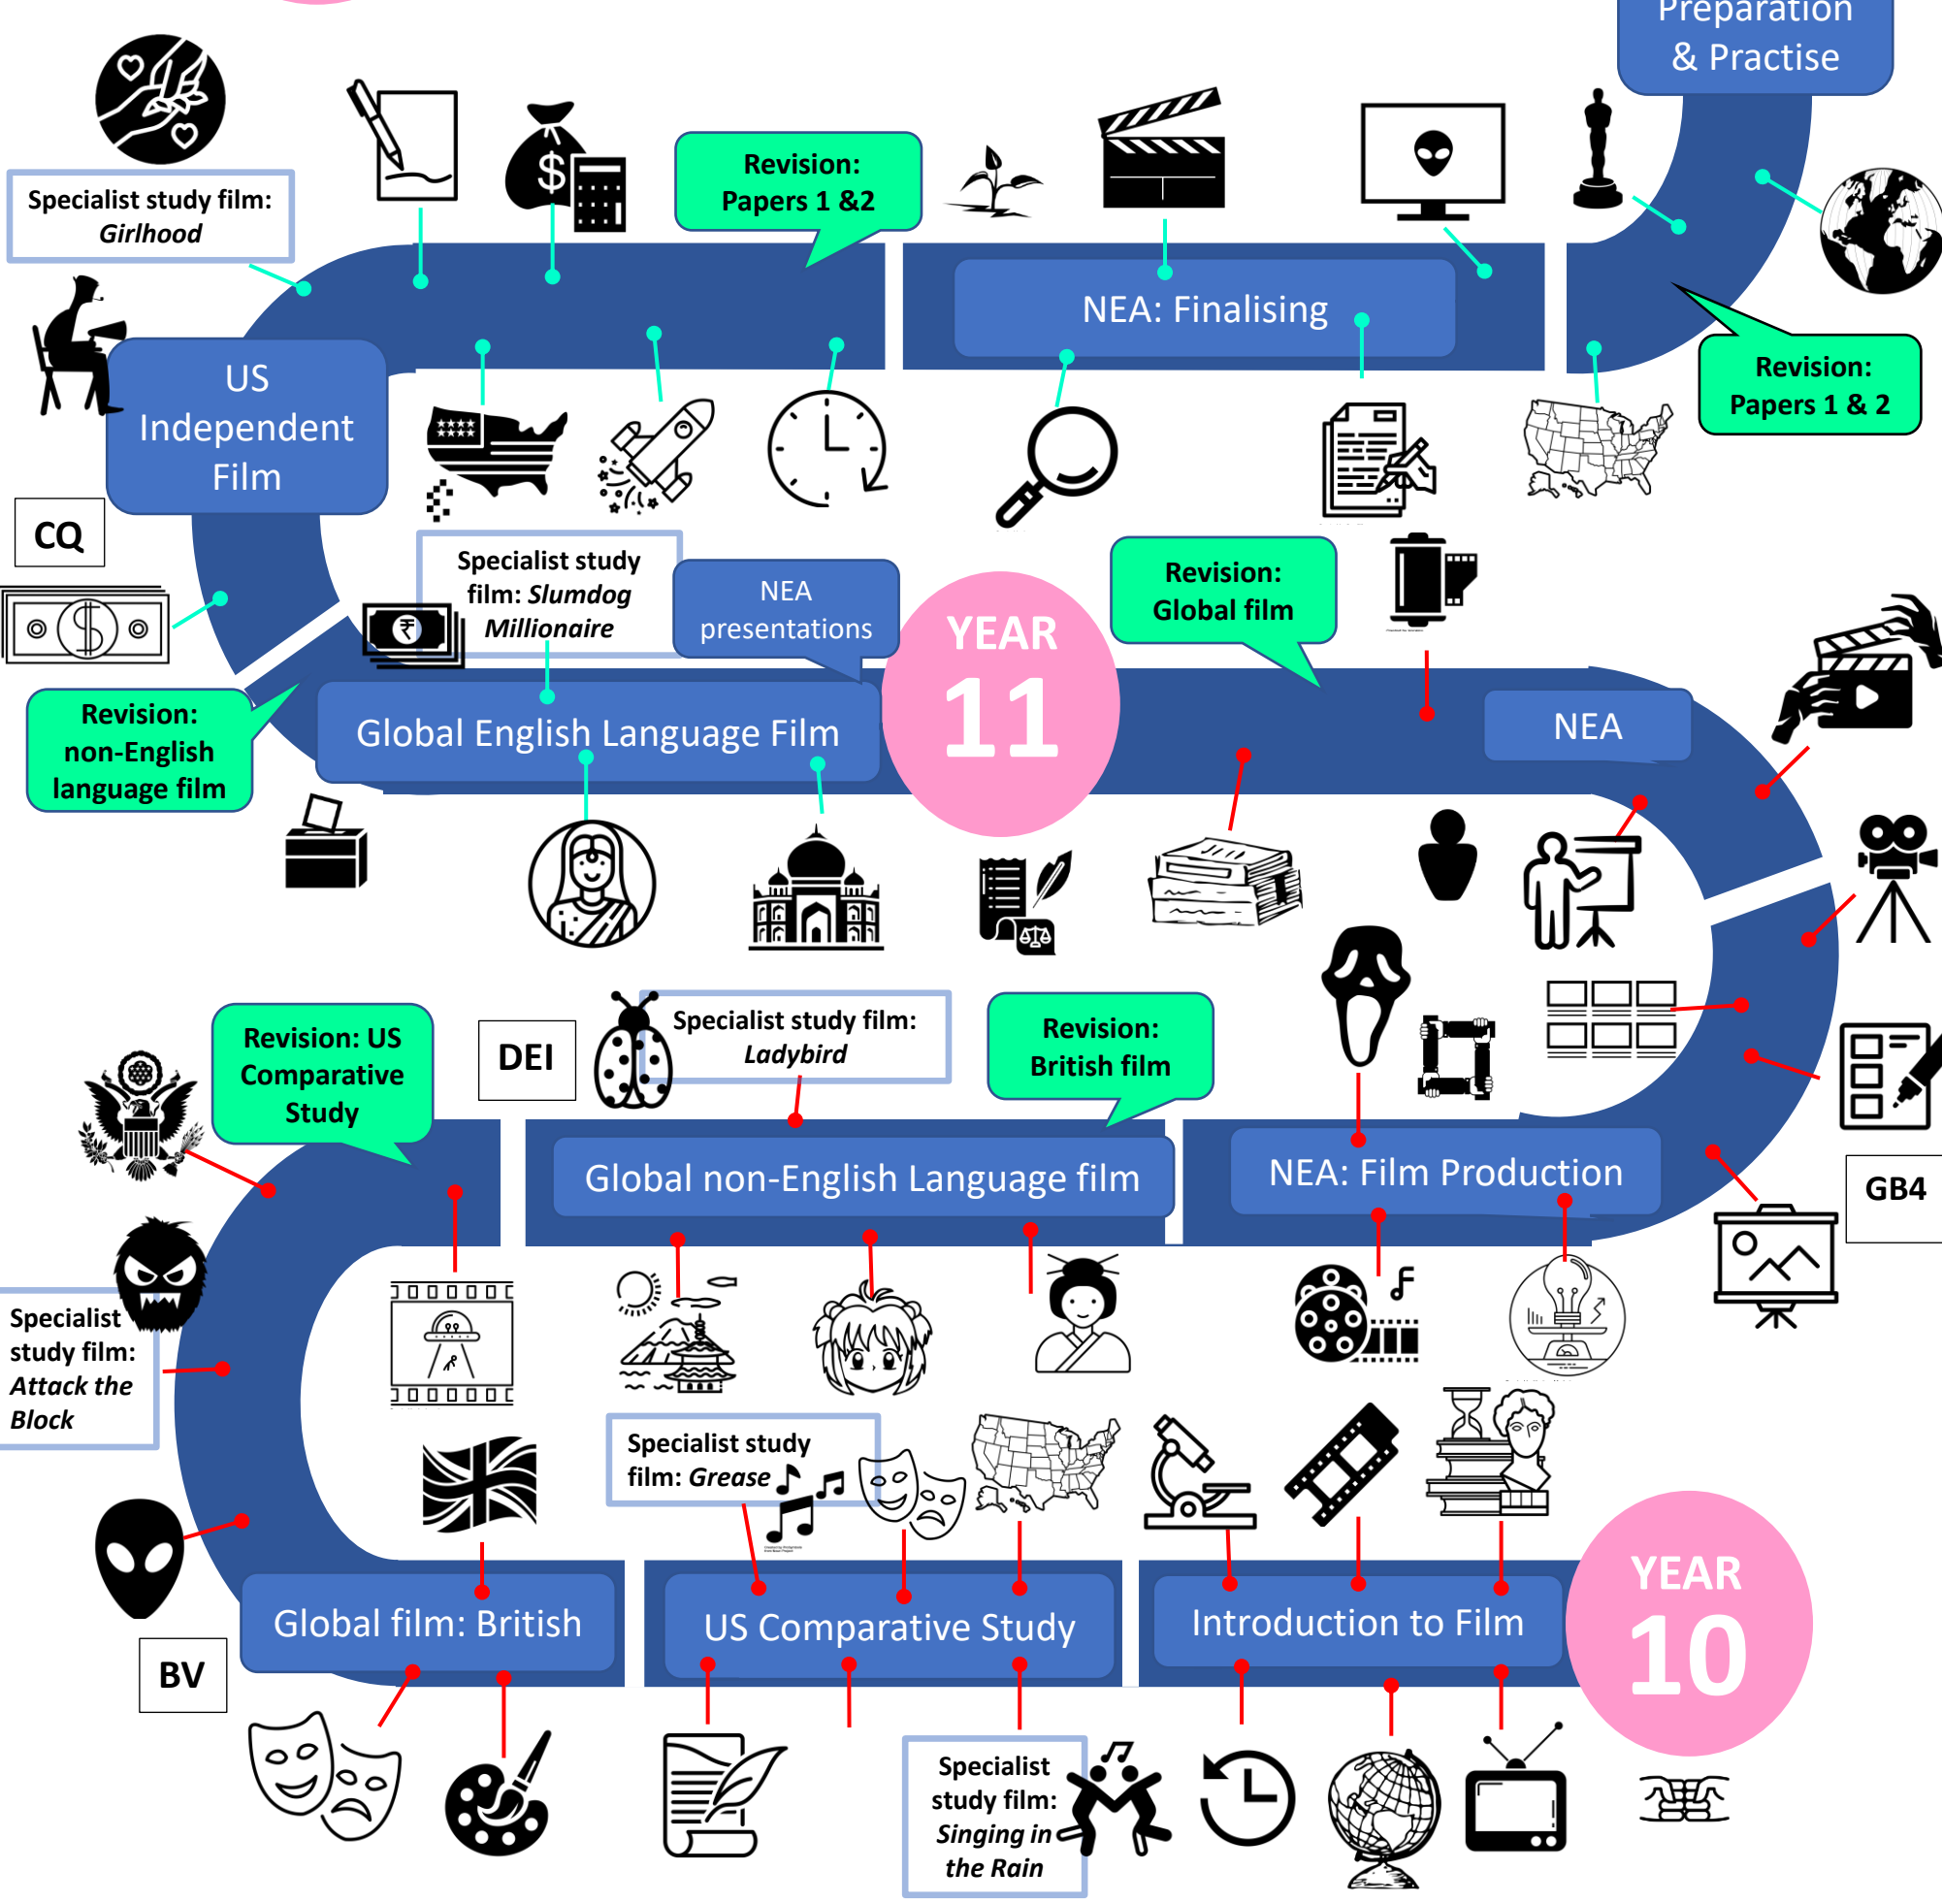 Preparation
& Practise
Specialist study film:
Girlhood
Revision:
Papers 1 &2
NEA: Finalising
Revision:
Papers 1 & 2
US
Independent
Film
CQ
Specialist study
film: Slumdog
Millionaire
NEA
presentations
YEAR
11
Revision:
Global film
NEA
Revision:
non-English
language film
Global English Language Film
Revision: US
Comparative
Study
DEI
Specialist study film:
Ladybird
Revision:
British film
Global non-English Language film
NEA: Film Production
GB4
Specialist
study film:
Attack the
Block
Specialist study
film: Grease
YEAR
10
Global film: British
US Comparative Study
Introduction to Film
BV
Specialist
study film:
Singing in
the Rain